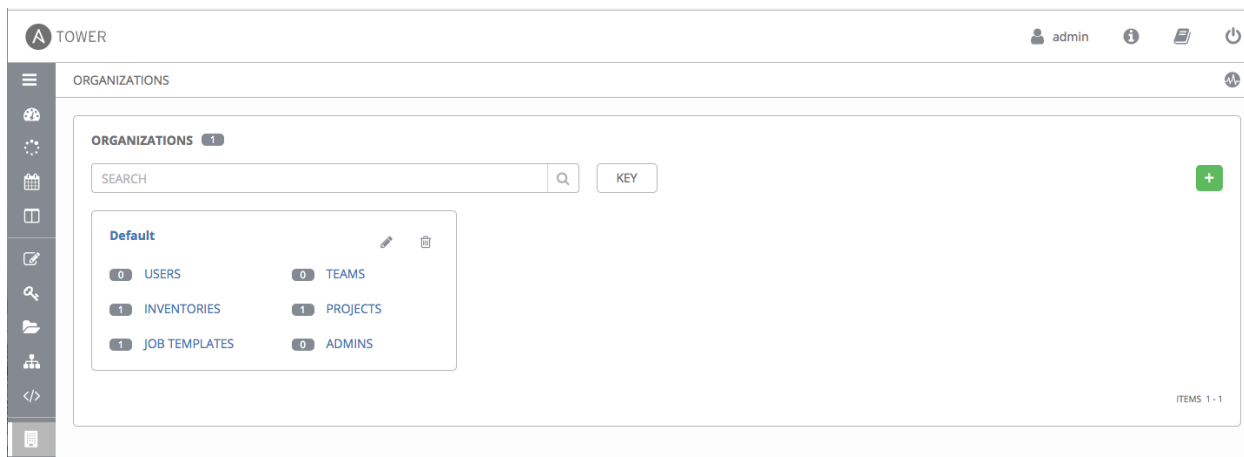 A TOWER admin
ORGANIZATIONS
ORGANIZATIONS 1
SEARCH KEY +
Default
0 USERS 0 TEAMS
1 INVENTORIES 1 PROJECTS
1 JOB TEMPLATES 0 ADMINS
ITEMS 1 - 1